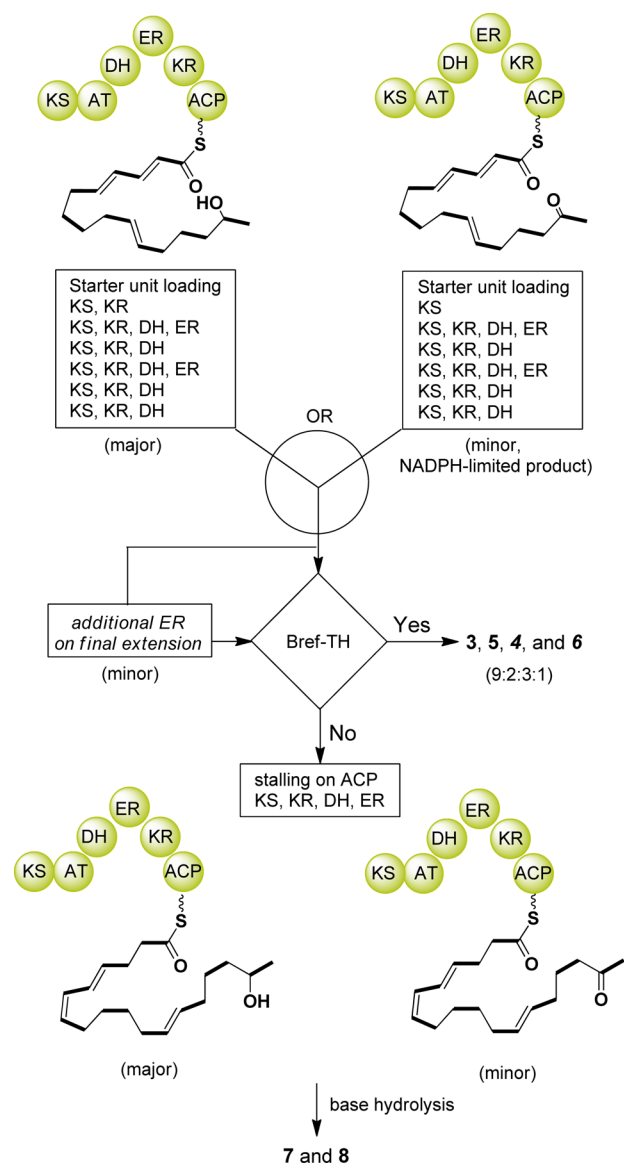 ER
DH KR
KS AT ACP
S
O
HO
ER
DH KR
KS AT ACP
S
O
O
Starter unit loading
KS, KR
KS, KR, DH, ER
KS, KR, DH
KS, KR, DH, ER
KS, KR, DH
KS, KR, DH
(major)
Starter unit loading
KS
KS, KR, DH, ER
KS, KR, DH
KS, KR, DH, ER
KS, KR, DH
KS, KR, DH
(minor,
NADPH-limited product)
OR
additional ER
on final extension
(minor)
Bref-TH
Yes
3, 5, 4, and 6
(9:2:3:1)
No
stalling on ACP
KS, KR, DH, ER
ER
DH KR
KS AT ACP
S
O
OH
(major)
ER
DH KR
KS AT ACP
S
O
O
(minor)
base hydrolysis
7 and 8